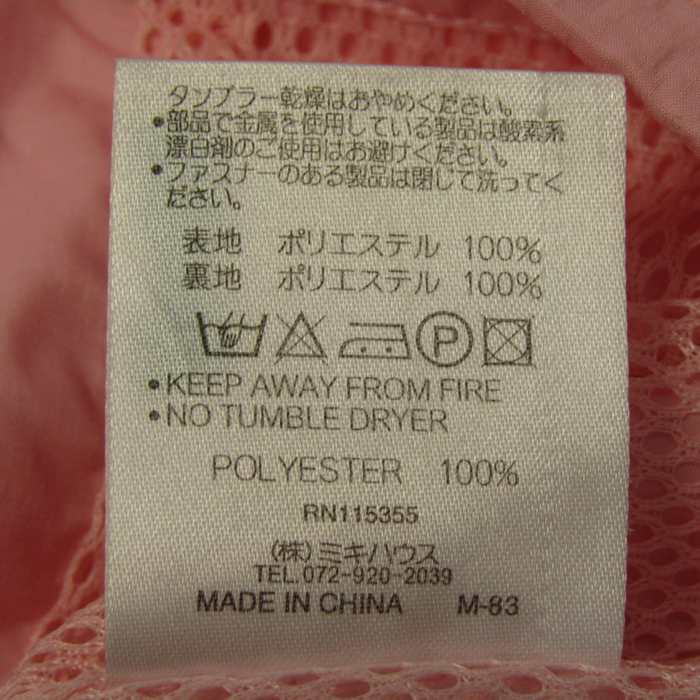 タンブラー乾燥はおやめください。
•部品で金属を使用している製品は酸素系
漂白剤のご使用はお避けください。
•ファスナーのある製品は閉じて洗ってく
ださい。
表地 ポリエステル 100%
裏地 ポリエステル 100%
P
•KEEP AWAY FROM FIRE
•NO TUMBLE DRYER
POLYESTER 100%
RN115355
(株)ミキハウス
TEL.072-920-2039
MADE IN CHINA M-83